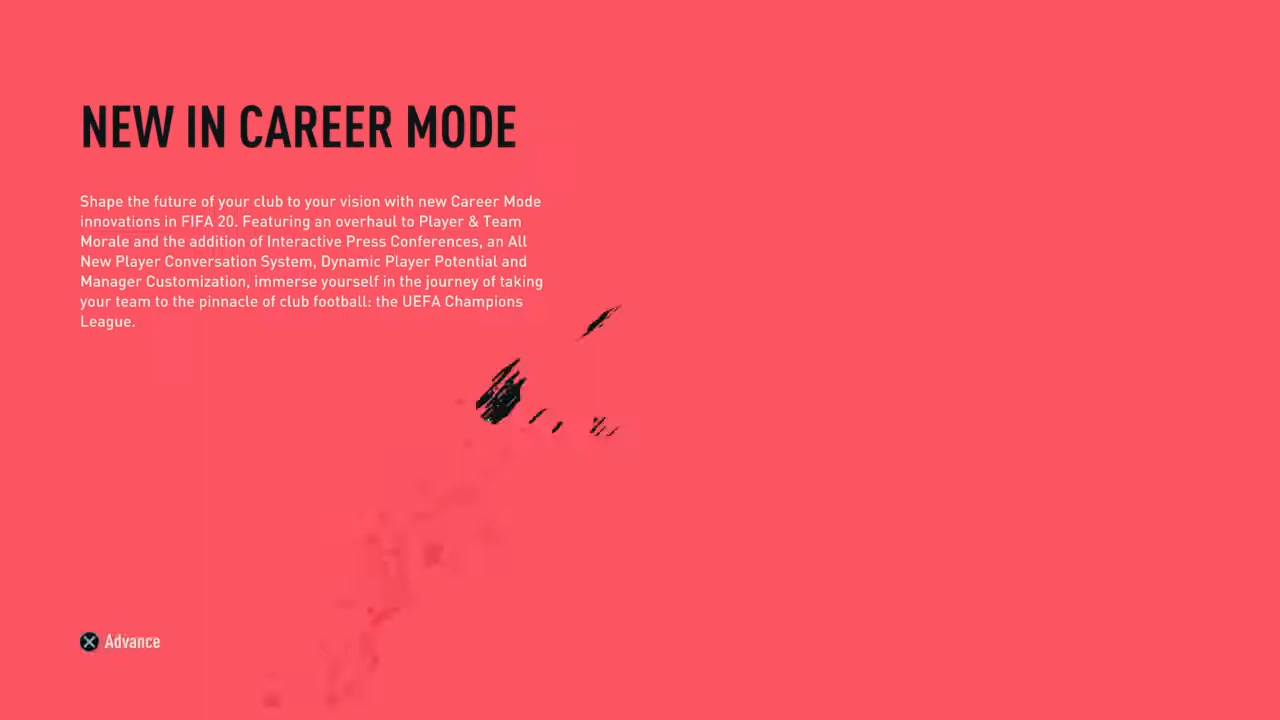 NEW IN CAREER MODE
Shape the future of your club to your vision with new Career Mode
innovations in FIFA 20. Featuring an overhaul to Player & Team
Morale and the addition of Interactive Press Conferences, an All
New Player Conversation System, Dynamic Player Potential and
Manager Customization, immerse yourself in the journey of taking
your team to the pinnacle of club football: the UEFA Champions
League.
Advance